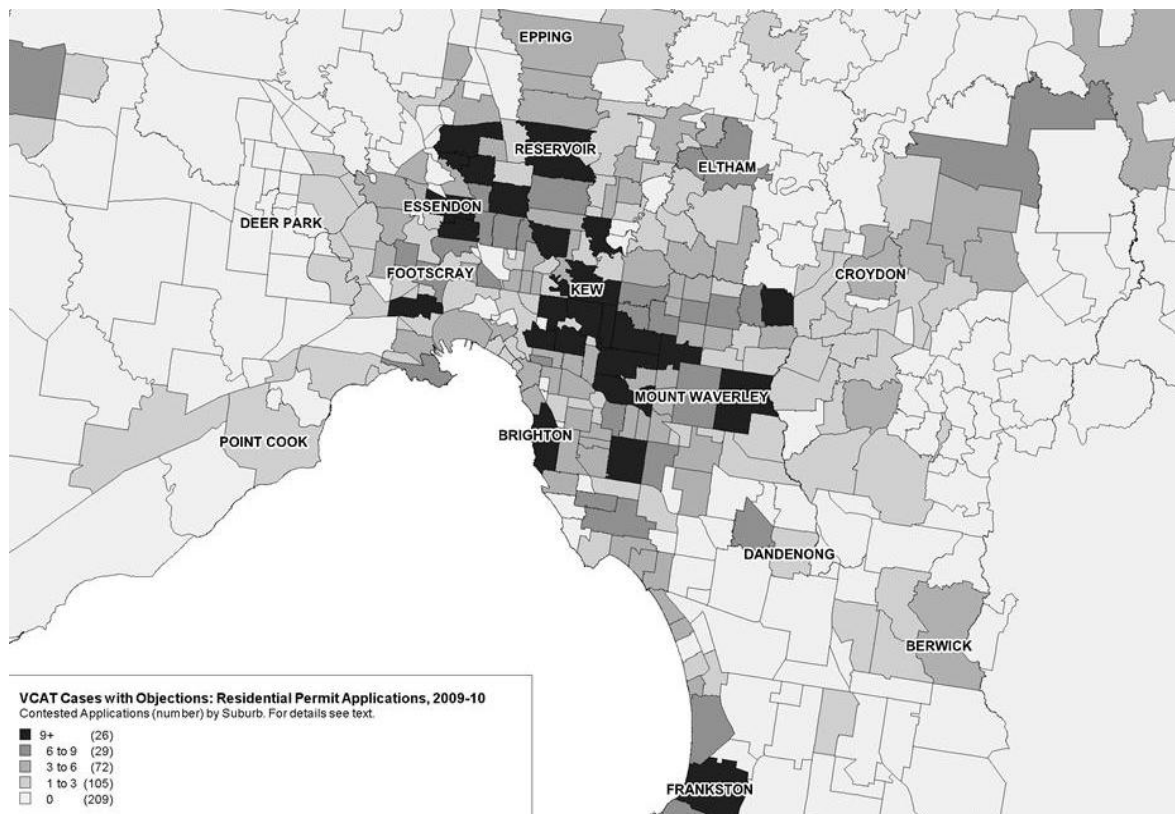 EPPING
RESERVOIR
ELTHAM
ESSENDON
DEER PARK
FOOTSCRAY
CROYDON
KEW
MOUNT WAVERLEY
BRIGHTON
POINT COOK
DANDENONG
BERWICK
FRANKSTON
VCAT Cases with Objections: Residential Permit Applications, 2009-10
Contested Applications (number) by Suburb. For details see text.
9+ (26)
6 to 9 (29)
3 to 6 (72)
1 to 3 (105)
0 (209)